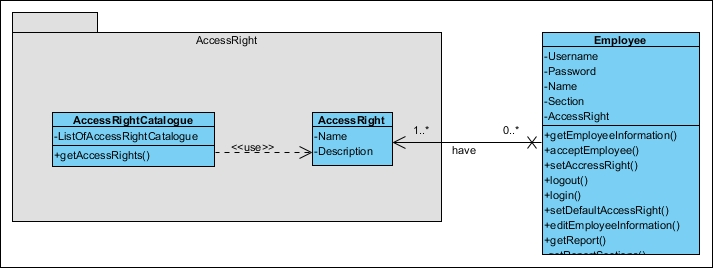 AccessRight
AccessRightCatalogue
-ListOfAccessRightCatalogue
+getAccessRights()
<<use>>
AccessRight
-Name
-Description
1..*
0..*
have
Employee
-Username
-Password
-Name
-Section
-AccessRight
+getEmployeeInformation()
+acceptEmployee()
+setAccressRight()
+logout()
+login()
+setDefaultAccessRight()
+editEmployeeInformation()
+getReport()